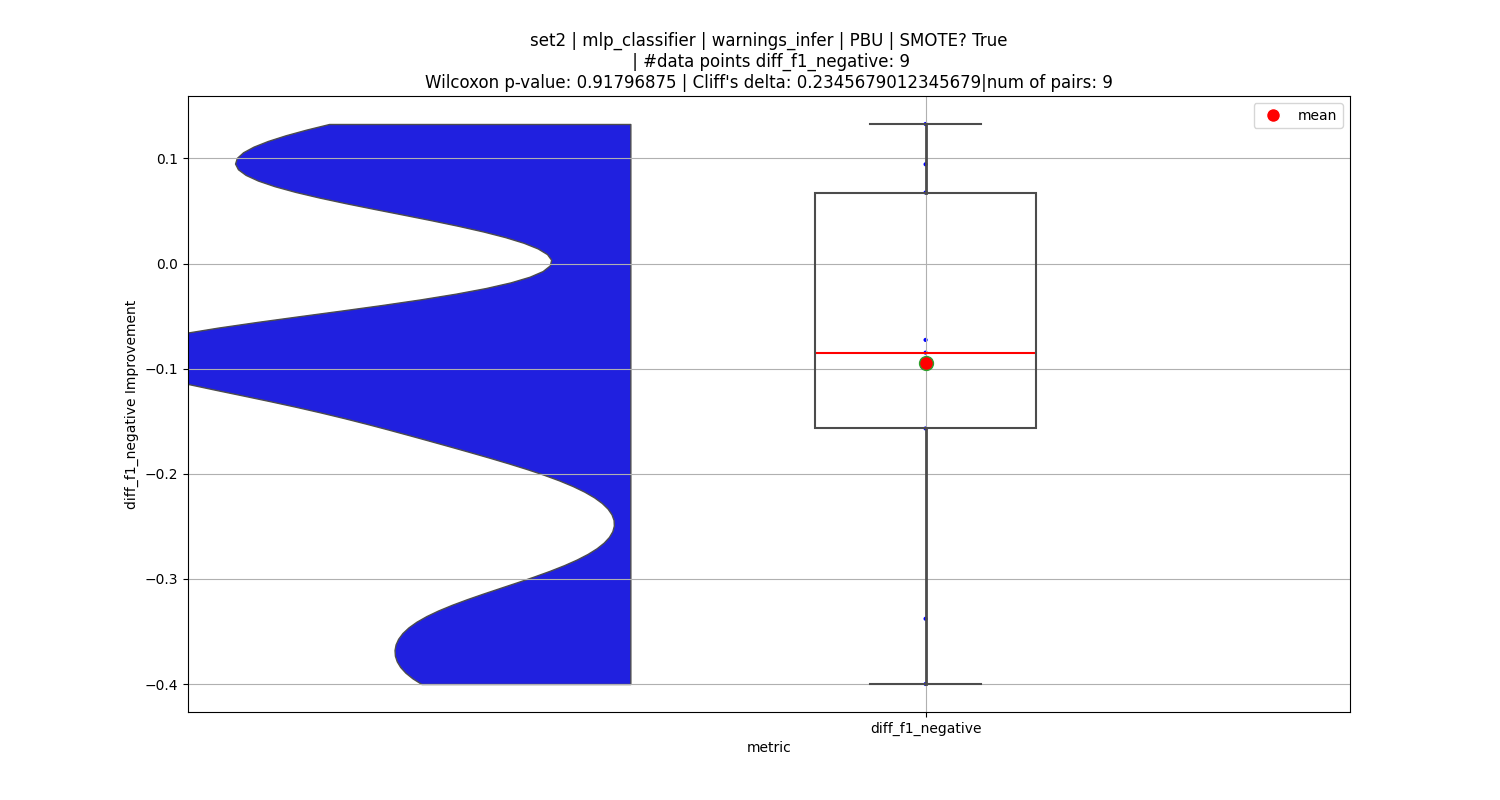 set2 | mlp_classifier | warnings_infer | PBU | SMOTE? True
| #data points diff_f1_negative: 9
Wilcoxon p-value: 0.91796875 | Cliff's delta: 0.2345679012345679|num of pairs: 9
mean
0.1
0.0
−0.1
−0.2
−0.3
−0.4
diff_f1_negative Improvement
diff_f1_negative
metric